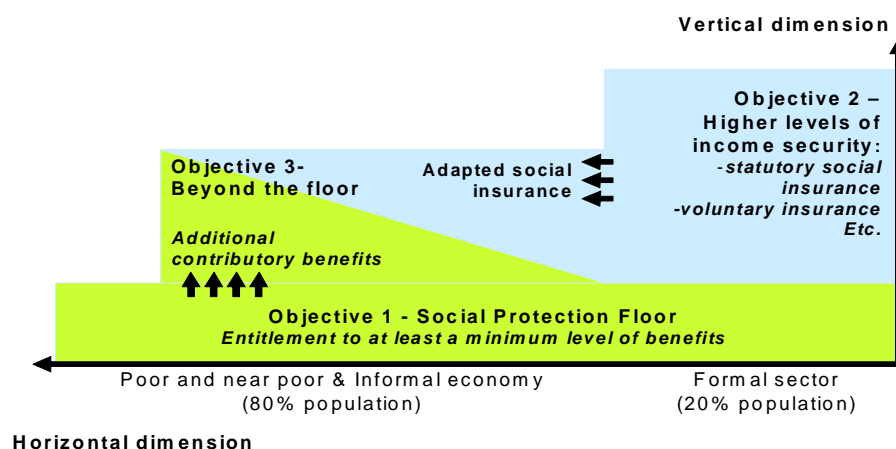 Vertical dimension
Objective 2 –
Higher levels of
income security:
-statutory social
insurance
-voluntary insurance
Etc.
Objective 3-
Beyond the floor
Adapted social
insurance
Additional
contributory benefits
Objective 1 - Social Protection Floor
Entitlement to at least a minimum level of benefits
Poor and near poor & Informal economy
(80% population)
Formal sector
(20% population)
Horizontal dimension